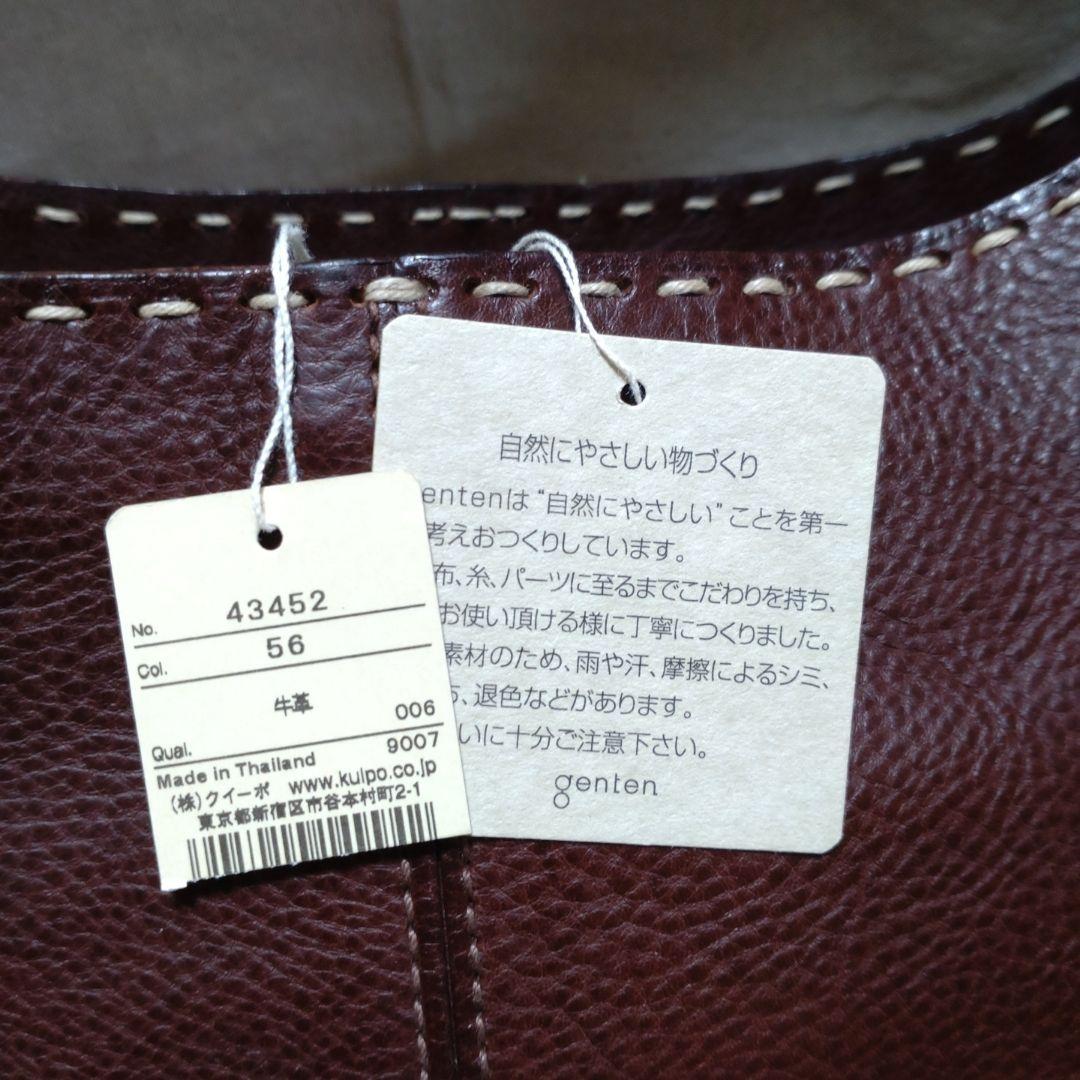 No. 43452
Col. 56
牛革
006
Qual. 9007
Made in Thailand
(株)クイーポ www.kuipo.co.jp
東京都新宿区市谷本村町2-1
自然にやさしい物づくり
entenは"自然にやさしい"ことを第一
考えおつくりしています。
布、糸、パーツに至るまでこだわりを持ち、
お使い頂ける様に丁寧につくりました。
素材のため、雨や汗、摩擦によるシミ、
、退色などがあります。
いに十分ご注意下さい。
genten